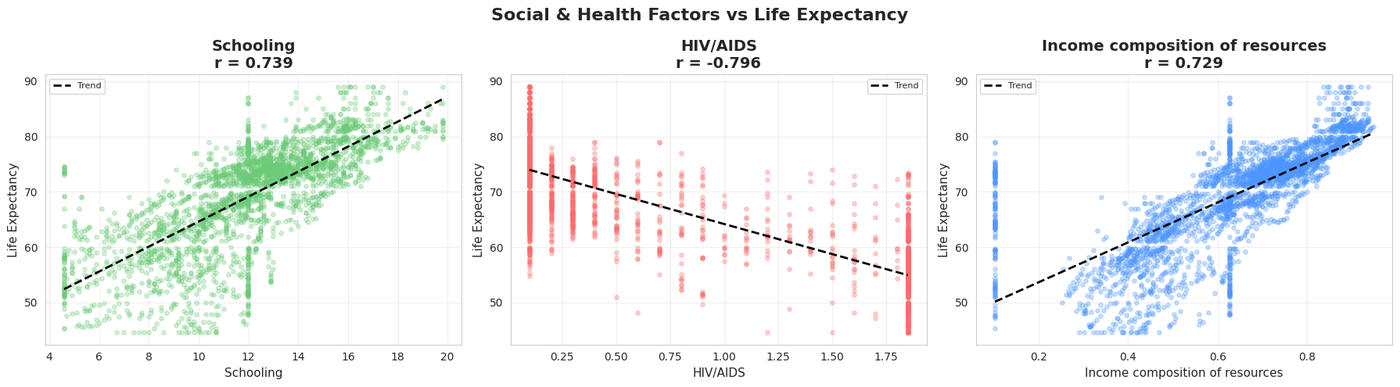 Social & Health Factors vs Life Expectancy
Schooling
r = 0.739
Trend
Life Expectancy
90
80
70
60
50
4 6 8 10 12 14 16 18 20
Schooling
HIV/AIDS
r = -0.796
Trend
Life Expectancy
90
80
70
60
50
0.25 0.50 0.75 1.00 1.25 1.50 1.75
HIV/AIDS
Income composition of resources
r = 0.729
Trend
Life Expectancy
90
80
70
60
50
0.2 0.4 0.6 0.8
Income composition of resources